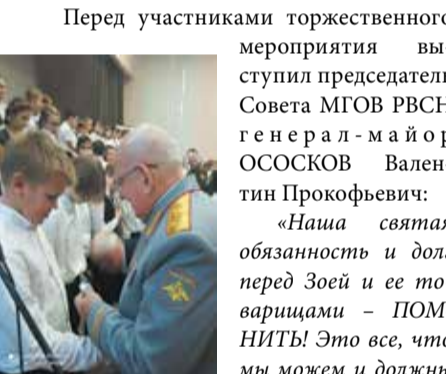 Перед участниками торжественного
мероприятия вы-
ступил председатель
Совета МГОВ РВСН
генерал-майор
ОСОСКОВ Вален-
тин Прокофьевич:
«Наша святая
обязанность и дол
перед Зоей и ее то-
варищами – ПОМ-
НИТЬ! Это все, что
мы можем и должны